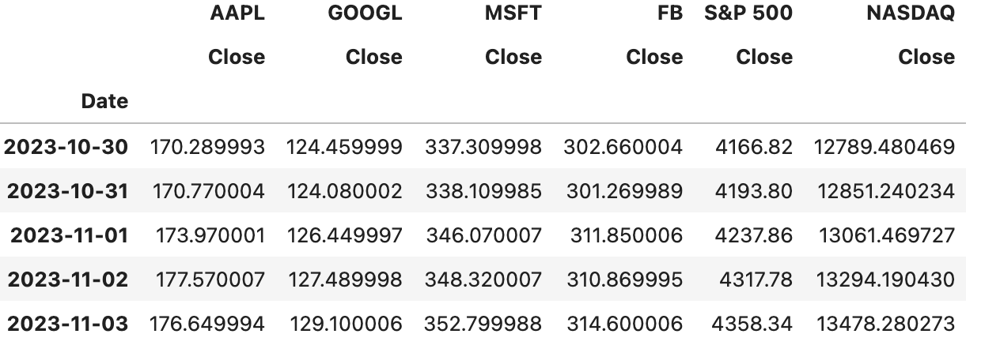 AAPL GOOGL MSFT FB S&P 500 NASDAQ
Close Close Close Close Close Close
Date
2023-10-30 170.289993 124.459999 337.309998 302.660004 4166.82 12789.480469
2023-10-31 170.770004 124.080002 338.109985 301.269989 4193.80 12851.240234
2023-11-01 173.970001 126.449997 346.070007 311.850006 4237.86 13061.469727
2023-11-02 177.570007 127.489998 348.320007 310.869995 4317.78 13294.190430
2023-11-03 176.649994 129.100006 352.799988 314.600006 4358.34 13478.280273